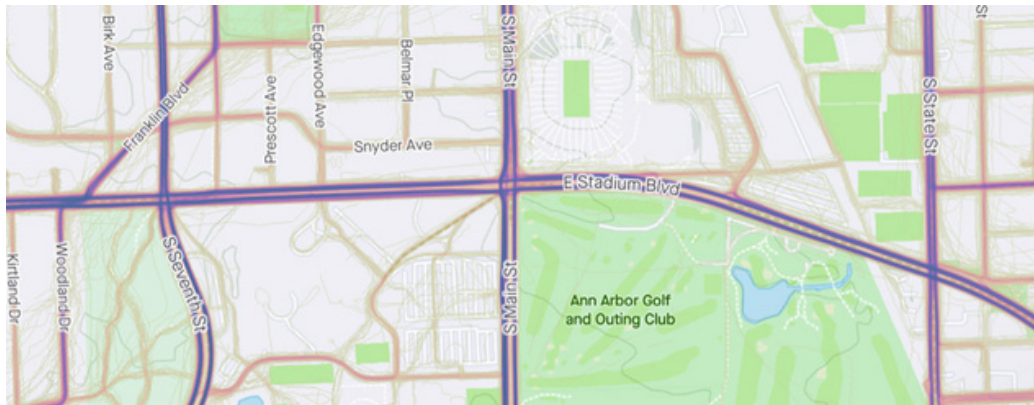 Birk Ave
Edgewood Ave
Belmar Pl
S Main St
St
Franklin Blvd
Prescott Ave
Snyder Ave
S State St
E Stadium Blvd
Kirtland Dr
Woodland Dr
S Seventh St
S Main St
Ann Arbor Golf
and Outing Club